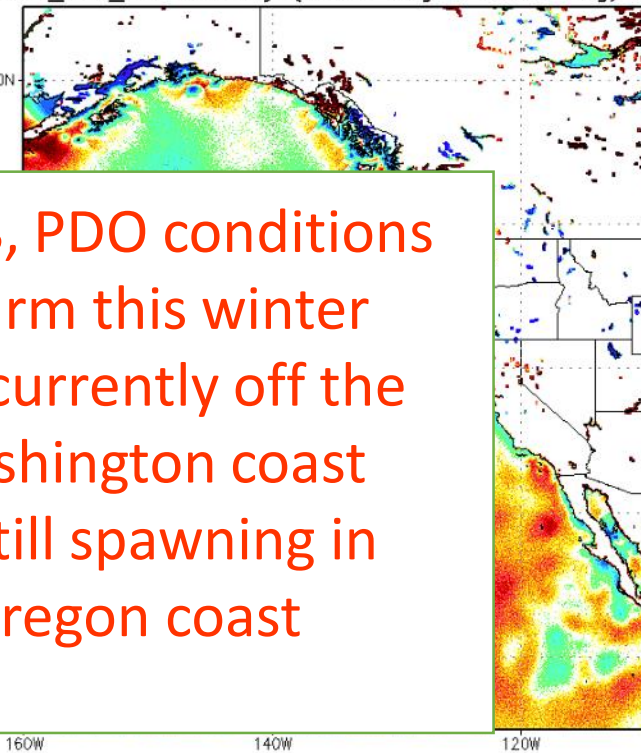 , PDO conditions
rm this winter
currently off the
shington coast
till spawning in
regon coast
160W 140W 120W